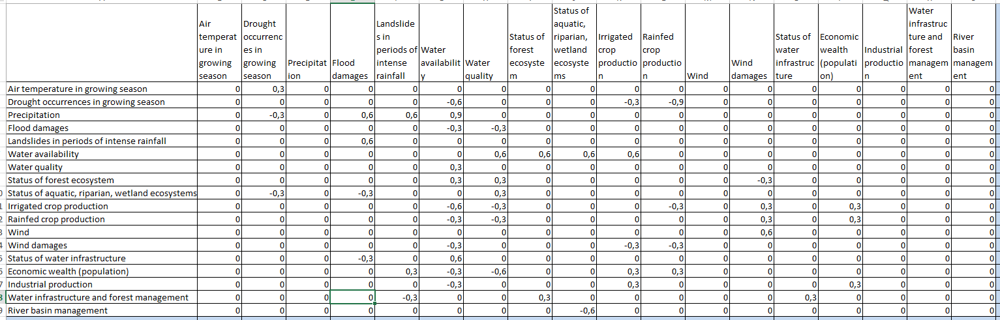 Air temperature in growing season	Drought occurrences in growing season	Precipitation	Flood damages	Landslides in periods of intense rainfall	Water availability	Water quality	Status of forest ecosystem	Status of aquatic, riparian, wetland ecosystems	Irrigated crop production	Rainfed crop production	Wind	Wind damages	Status of water infrastructure	Economic wealth (population)	Industrial production	Water infrastructure and forest management	River basin management
Air temperature in growing season	0	0,3	0	0	0	0	0	0	0	0	0	0	0	0	0	0	0	0
Drought occurrences in growing season	0	0	0	0	0	-0,6	0	0	0	-0,3	-0,9	0	0	0	0	0	0	0
Precipitation	0	-0,3	0	0,6	0,6	0,9	0	0	0	0	0	0	0	0	0	0	0	0
Flood damages	0	0	0	0	0	-0,3	-0,3	0	0	0	0	0	0	0	0	0	0	0
Landslides in periods of intense rainfall	0	0	0	0,6	0	0	0	0	0	0	0	0	0	0	0	0	0	0
Water availability	0	0	0	0	0	0	0,6	0,6	0,6	0,6	0	0	0	0	0	0	0	0
Water quality	0	0	0	0	0	0,3	0	0	0	0	0	0	0	0	0	0	0	0
Status of forest ecosystem	0	0	0	0	0	0,3	0,3	0	0	0	0	0	-0,3	0	0	0	0	0
Status of aquatic, riparian, wetland ecosystems	0	-0,3	0	-0,3	0	0	0,3	0	0	0	0	0	0	0	0	0	0	0
Irrigated crop production	0	0	0	0	0	-0,6	-0,3	0	0	0	-0,3	0	0,3	0	0,3	0	0	0
Rainfed crop production	0	0	0	0	0	-0,3	-0,3	0	0	0	0	0	0,3	0	0,3	0	0	0
Wind	0	0	0	0	0	0	0	0	0	0	0	0	0,6	0	0	0	0	0
Wind damages	0	0	0	0	0	-0,3	0	0	0	-0,3	-0,3	0	0	0	0	0	0	0
Status of water infrastructure	0	0	0	-0,3	0	0,6	0	0	0	0	0	0	0	0	0	0	0	0
Economic wealth (population)	0	0	0	0	0,3	-0,3	-0,6	0	0	0,3	0,3	0	0	0	0	0	0	0
Industrial production	0	0	0	0	0	-0,3	0	0	0	0,3	0	0	0	0	0,3	0	0	0
Water infrastructure and forest management	0	0	0	0	-0,3	0	0	0,3	0	0	0	0	0	0,3	0	0	0	0
River basin management	0	0	0	0	0	0	0	0	-0,6	0	0	0	0	0	0	0	0	0